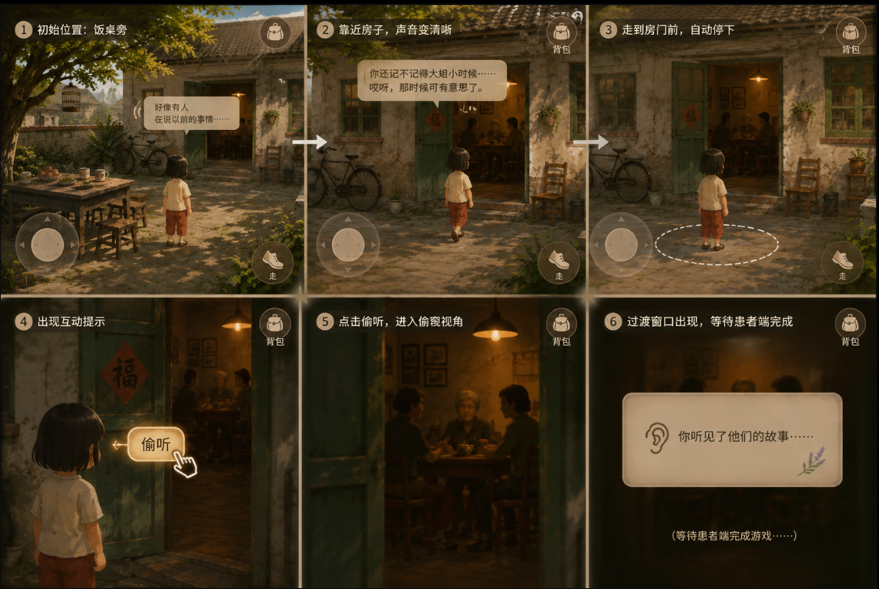 1 初始位置：饭桌旁
好像有人
在说以前的事情……
走
2 靠近房子，声音变清晰
背包
你还记不记得大姐小时候……
哎呀，那时候可有意思了。
福
走
3 走到房门前，自动停下
背包
福
走
4 出现互动提示
背包
福
偷听
5 点击偷听，进入偷窥视角
背包
6 过渡窗口出现，等待患者端完成
背包
你听见了他们的故事……
（等待患者端完成游戏……）